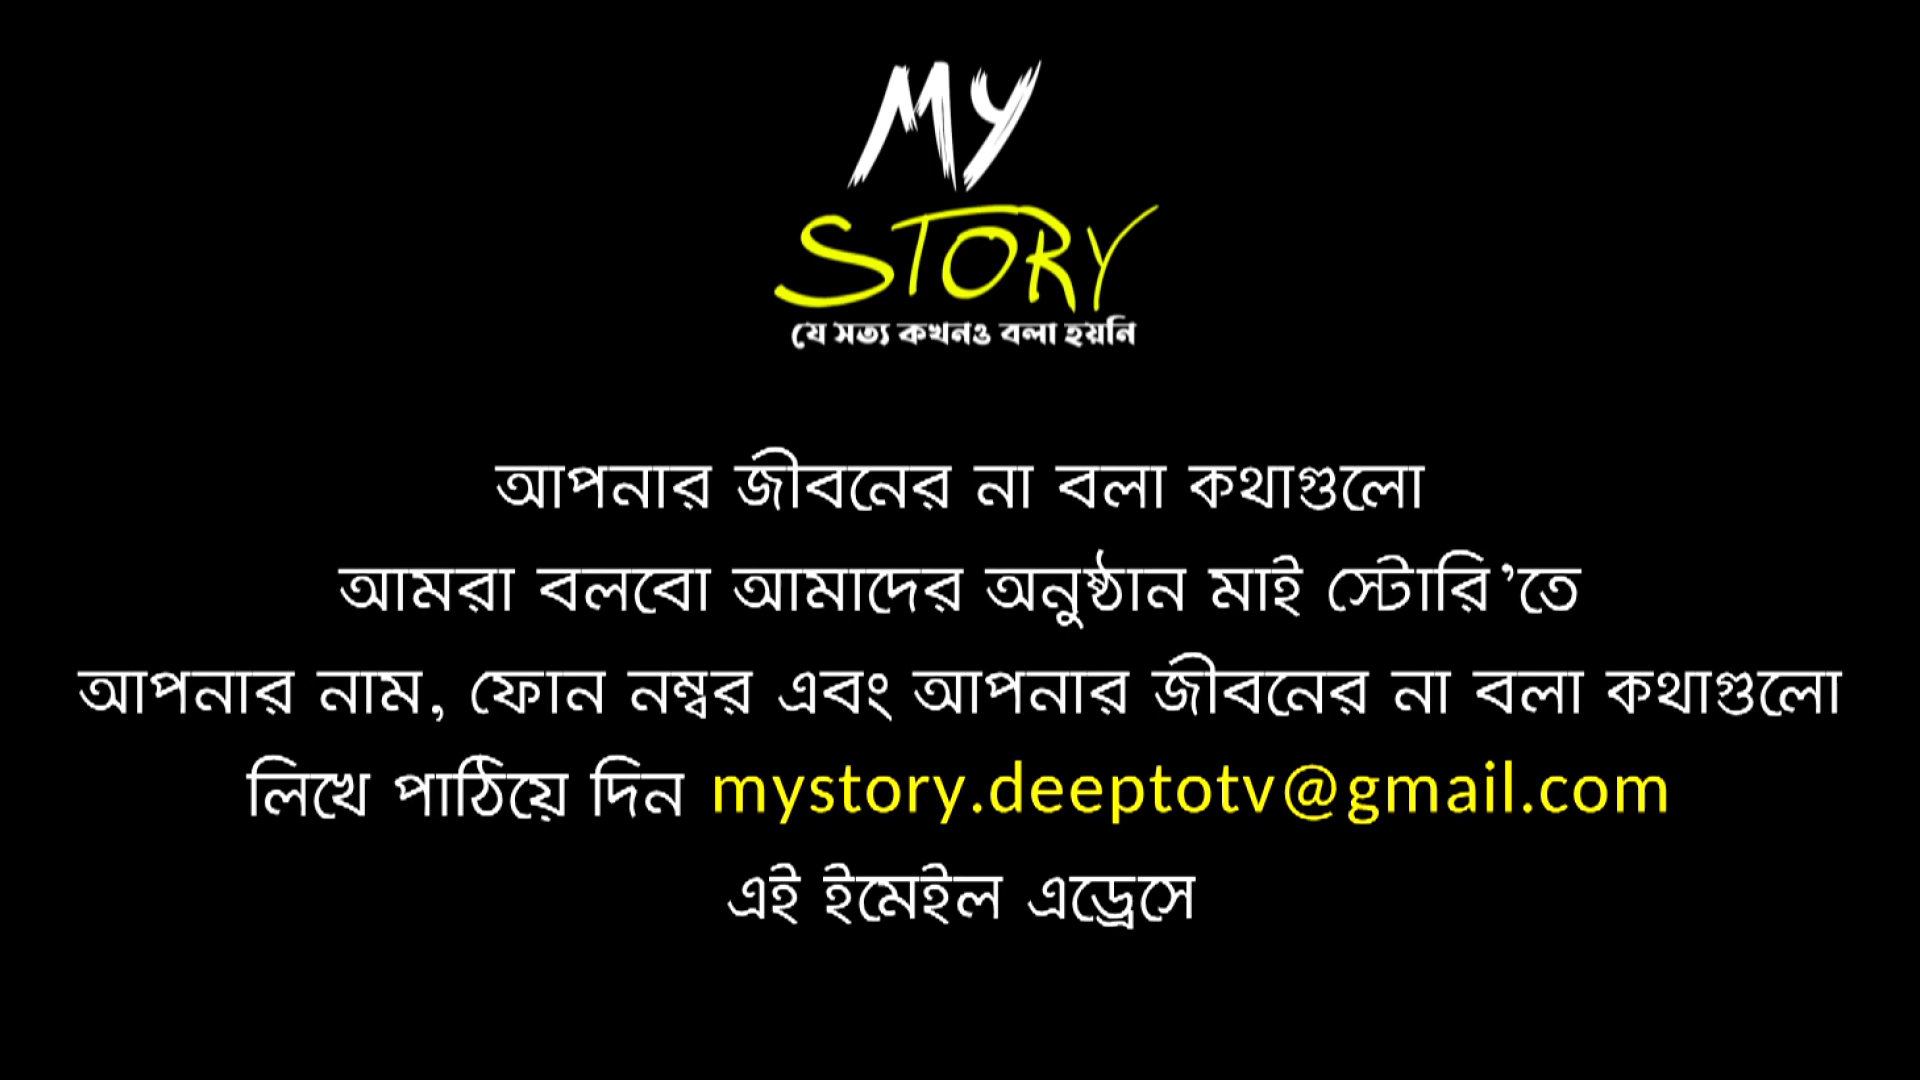 MY
STORY
যে সত্য কখনও বলা হয়নি
আপনার জীবনের না বলা কথাগুলো
আমরা বলবো আমাদের অনুষ্ঠান মাই স্টোরি’তে
আপনার নাম, ফোন নম্বর এবং আপনার জীবনের না বলা কথাগুলো
লিখে পাঠিয়ে দিন mystory.deeptotv@gmail.com
এই ইমেইল এড্রেসে